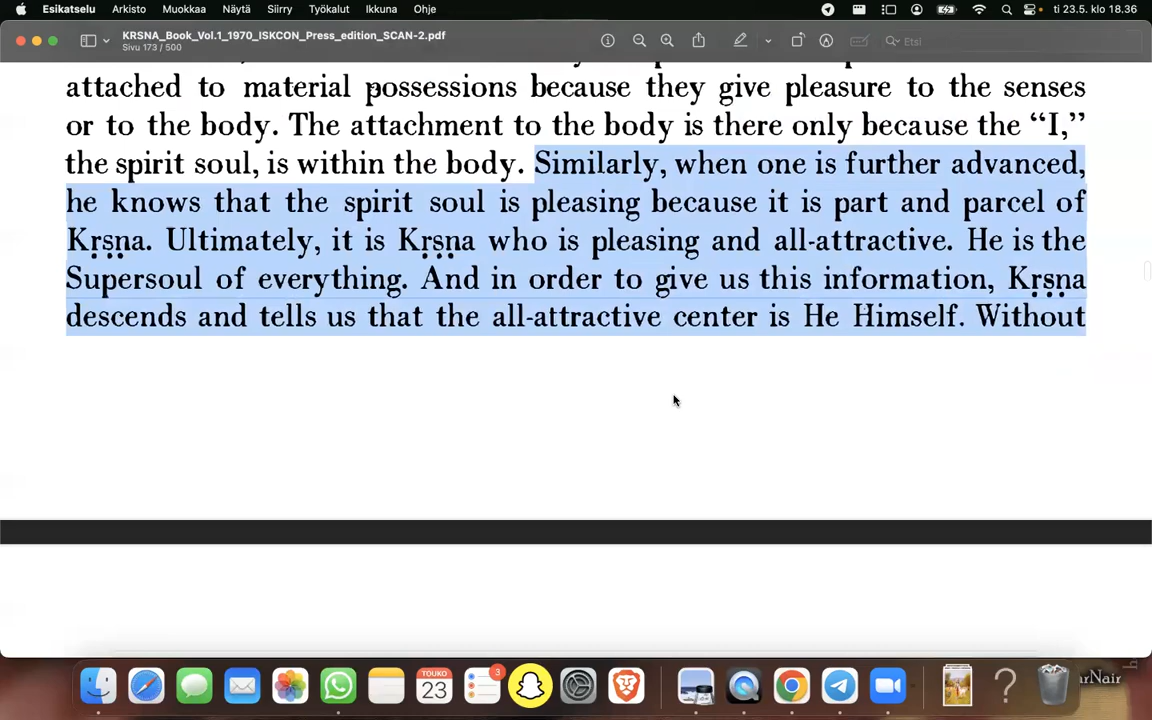 Esikatselu Arkisto Muokkaa Näytä Siirry Työkalut Ikkuna Ohje ti 23.5. klo 18.36
KRSNA_Book_Vol.1_1970_ISKCON_Press_edition_SCAN-2.pdf
Sivu 173 / 500
Etsi
attached to material possessions because they give pleasure to the senses
or to the body. The attachment to the body is there only because the “I,”
the spirit soul, is within the body. Similarly, when one is further advanced,
he knows that the spirit soul is pleasing because it is part and parcel of
Kṛṣṇa. Ultimately, it is Kṛṣṇa who is pleasing and all-attractive. He is the
Supersoul of everything. And in order to give us this information, Kṛṣṇa
descends and tells us that the all-attractive center is He Himself. Without
TOUKO
23
3
arNair